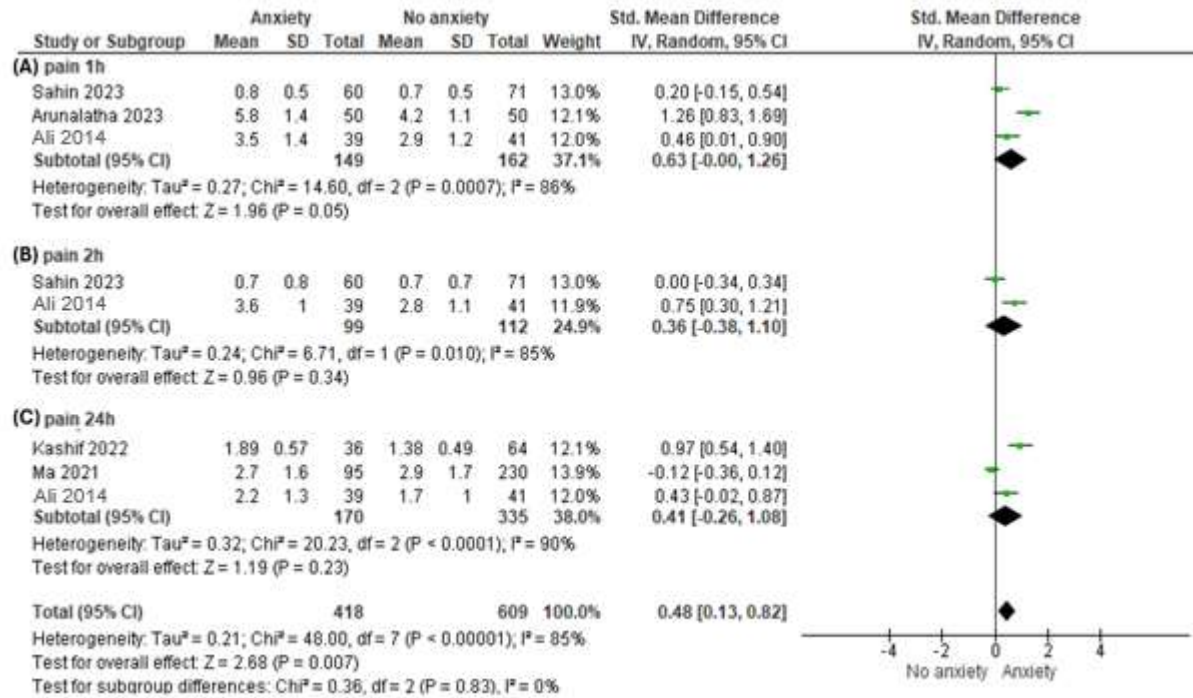 Anxiety No anxiety Std. Mean Difference Std. Mean Difference
Study or Subgroup Mean SD Total Mean SD Total Weight IV, Random, 95% CI IV, Random, 95% CI
(A) pain 1h
Sahin 2023 0.8 0.5 60 0.7 0.5 71 13.0% 0.20 [-0.15, 0.54]
Arunalatha 2023 5.8 1.4 50 4.2 1.1 50 12.1% 1.26 [0.83, 1.69]
Ali 2014 3.5 1.4 39 2.9 1.2 41 12.0% 0.46 [0.01, 0.90]
Subtotal (95% CI) 149 162 37.1% 0.63 [-0.00, 1.26]
Heterogeneity: Tau² = 0.27; Chi² = 14.60, df = 2 (P = 0.0007); I² = 86%
Test for overall effect: Z = 1.96 (P = 0.05)
(B) pain 2h
Sahin 2023 0.7 0.8 60 0.7 0.7 71 13.0% 0.00 [-0.34, 0.34]
Ali 2014 3.6 1 39 2.8 1.1 41 11.9% 0.75 [0.30, 1.21]
Subtotal (95% CI) 99 112 24.9% 0.36 [-0.38, 1.10]
Heterogeneity: Tau² = 0.24; Chi² = 6.71, df = 1 (P = 0.010); I² = 85%
Test for overall effect: Z = 0.96 (P = 0.34)
(C) pain 24h
Kashif 2022 1.89 0.57 36 1.38 0.49 64 12.1% 0.97 [0.54, 1.40]
Ma 2021 2.7 1.6 95 2.9 1.7 230 13.9% -0.12 [-0.36, 0.12]
Ali 2014 2.2 1.3 39 1.7 1 41 12.0% 0.43 [-0.02, 0.87]
Subtotal (95% CI) 170 335 38.0% 0.41 [-0.26, 1.08]
Heterogeneity: Tau² = 0.32; Chi² = 20.23, df = 2 (P < 0.0001); I² = 90%
Test for overall effect: Z = 1.19 (P = 0.23)
Total (95% CI) 418 609 100.0% 0.48 [0.13, 0.82]
Heterogeneity: Tau² = 0.21; Chi² = 48.00, df = 7 (P < 0.00001); I² = 85%
Test for overall effect: Z = 2.68 (P = 0.007)
Test for subgroup differences: Chi² = 0.36, df = 2 (P = 0.83), I² = 0%
-4 -2 0 2 4
No anxiety Anxiety